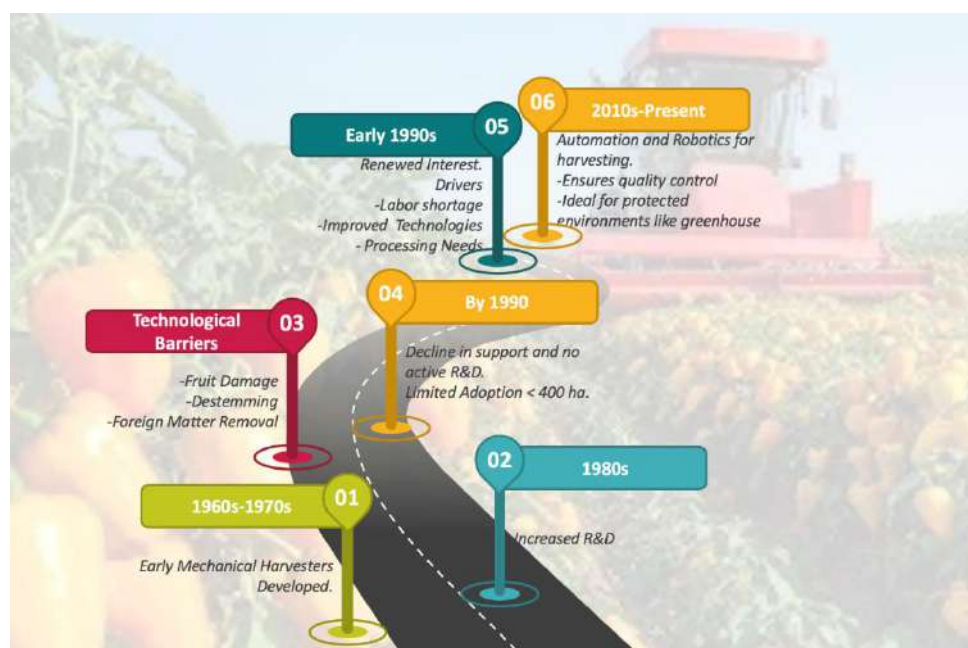 01
1960s-1970s
Early Mechanical Harvesters
Developed.
02
1980s
Increased R&D
03
Technological
Barriers
-Fruit Damage
-Destemming
-Foreign Matter Removal
04
By 1990
Decline in support and no
active R&D.
Limited Adoption < 400 ha.
05
Early 1990s
Renewed Interest.
Drivers
-Labor shortage
-Improved Technologies
- Processing Needs
06
2010s-Present
Automation and Robotics for
harvesting.
-Ensures quality control
-Ideal for protected
environments like greenhouse